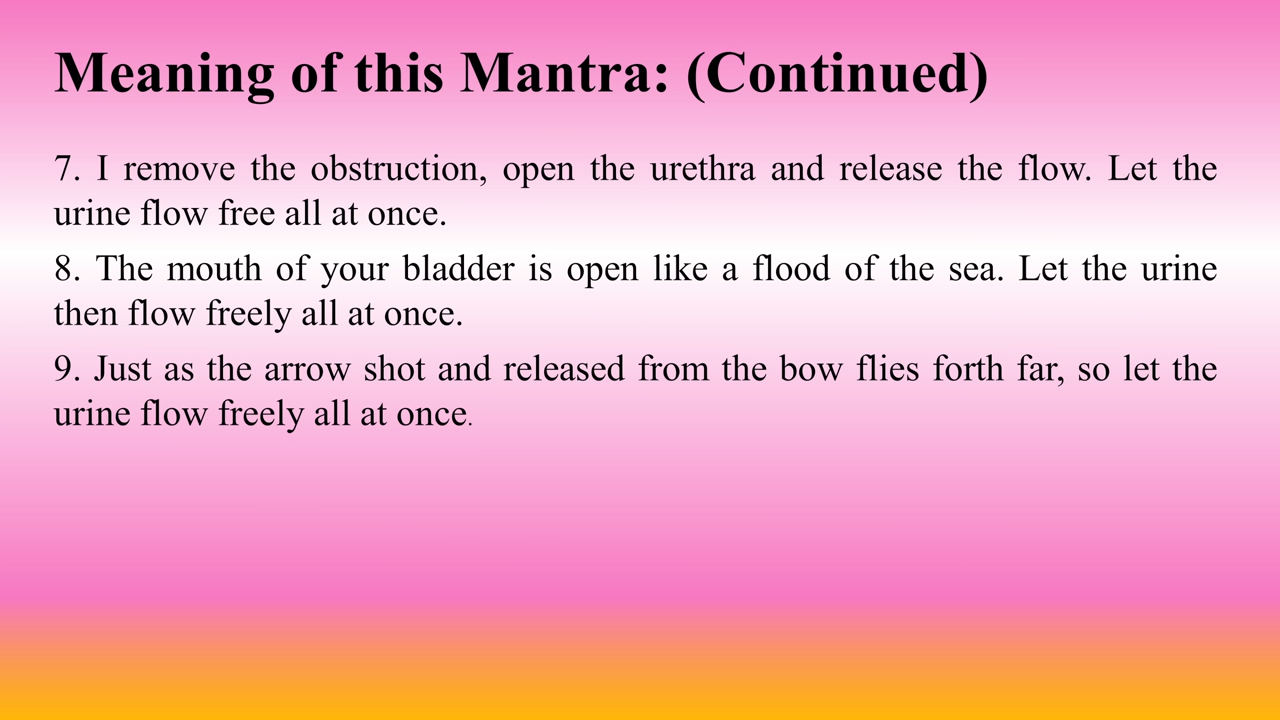 Meaning of this Mantra: (Continued)
7. I remove the obstruction, open the urethra and release the flow. Let the
urine flow free all at once.
8. The mouth of your bladder is open like a flood of the sea. Let the urine
then flow freely all at once.
9. Just as the arrow shot and released from the bow flies forth far, so let the
urine flow freely all at once.